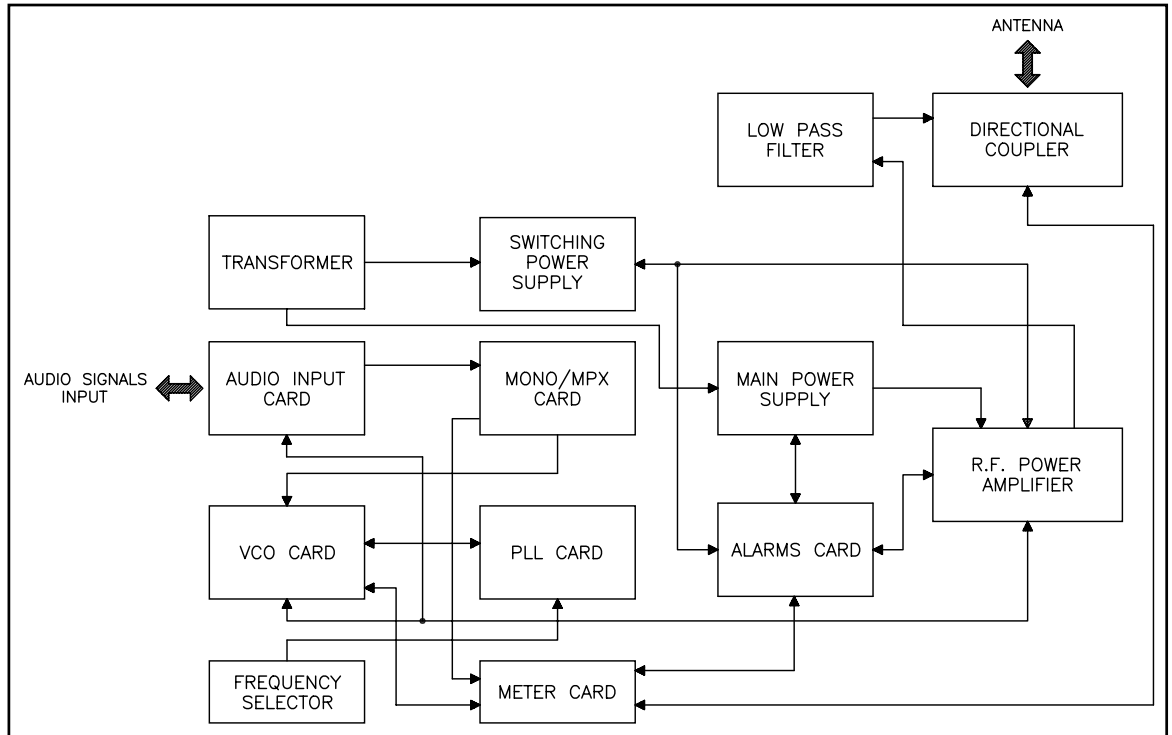 ANTENNA
LOW PASS
FILTER
DIRECTIONAL
COUPLER
TRANSFORMER
SWITCHING
POWER
SUPPLY
AUDIO SIGNALS
INPUT
AUDIO INPUT
CARD
MONO/MPX
CARD
MAIN POWER
SUPPLY
R.F. POWER
AMPLIFIER
VCO CARD
PLL CARD
ALARMS CARD
FREQUENCY
SELECTOR
METER CARD